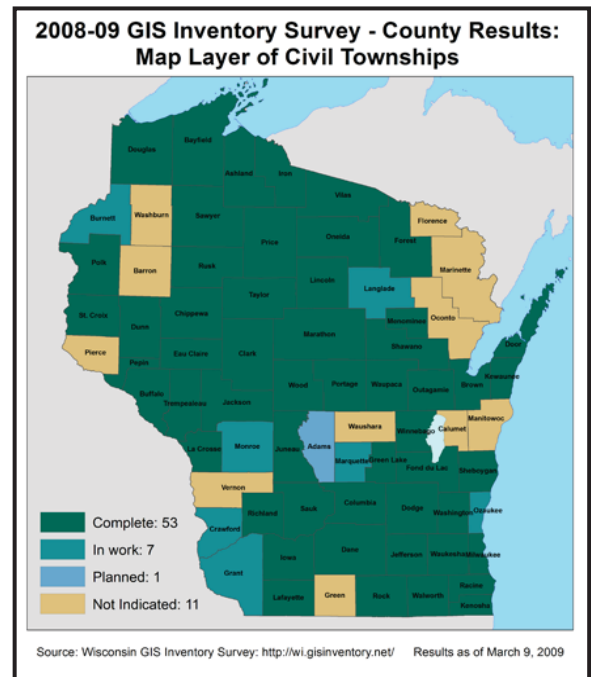 2008-09 GIS Inventory Survey - County Results:
Map Layer of Civil Townships
Douglas
Bayfield
Ashland
Iron
Vilas
Burnett
Washburn
Sawyer
Price
Oneida
Forest
Florence
Marinette
Polk
Barron
Rusk
Lincoln
Langlade
Taylor
Oconto
St. Croix
Dunn
Chippewa
Marathon
Menominee
Shawano
Door
Pierce
Pepin
Eau Claire
Clark
Buffalo
Trempealeau
Jackson
Wood
Portage
Waupaca
Outagamie
Brown
Kewaunee
La Crosse
Monroe
Juneau
Adams
Waushara
Winnebago
Calumet
Manitowoc
Marquette
Green Lake
Fond du Lac
Sheboygan
Vernon
Richland
Sauk
Columbia
Dodge
Washington
Ozaukee
Crawford
Grant
Iowa
Dane
Jefferson
Waukesha
Milwaukee
Lafayette
Green
Rock
Walworth
Racine
Kenosha
Complete: 53
In work: 7
Planned: 1
Not Indicated: 11
Source: Wisconsin GIS Inventory Survey: http://wi.gisinventory.net/ Results as of March 9, 2009